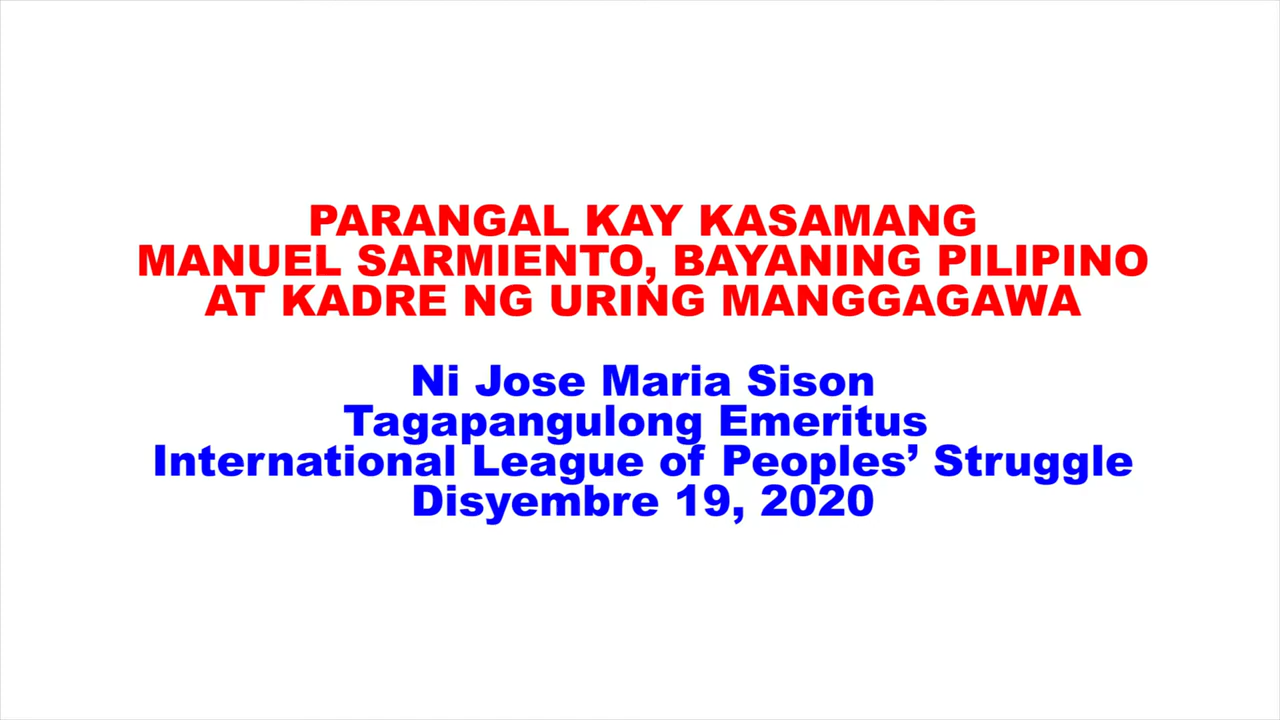 PARANGAL KAY KASAMANG
MANUEL SARMIENTO, BAYANING PILIPINO
AT KADRE NG URING MANGGAGAWA
Ni Jose Maria Sison
Tagapangulong Emeritus
International League of Peoples’ Struggle
Disyembre 19, 2020